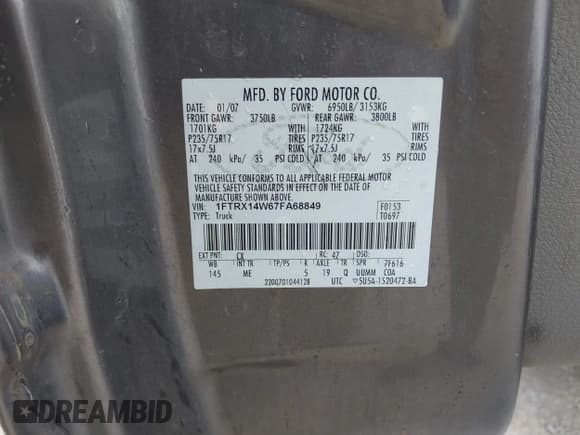 MFD. BY FORD MOTOR CO.
DATE: 01/07 GVWR: 6950LB/ 3153KG
FRONT GAWR: 3750LB REAR GAWR: 3800LB
1701KG WITH 1724KG WITH
P235/75R17 TIRES P235/75R17 TIRES
17x7.5J RIMS 17x7.5J RIMS
AT 240 kPa/ 35 PSI COLD AT 240 kPa/ 35 PSI COLD
THIS VEHICLE CONFORMS TO ALL APPLICABLE FEDERAL MOTOR
VEHICLE SAFETY STANDARDS IN EFFECT ON THE DATE OF
MANUFACTURE SHOWN ABOVE.
VIN: 1FTRX14W67FA68849 F0153
TYPE: Truck T0697
EXT PNT: CX RC: 47 DSO:
WB INT TR TP/PS R AXLE TR SPR 7F616
145 ME 5 19 Q UUMM COA
2200701044128 UTC 5U5A-1520472-BA
DREAMBID